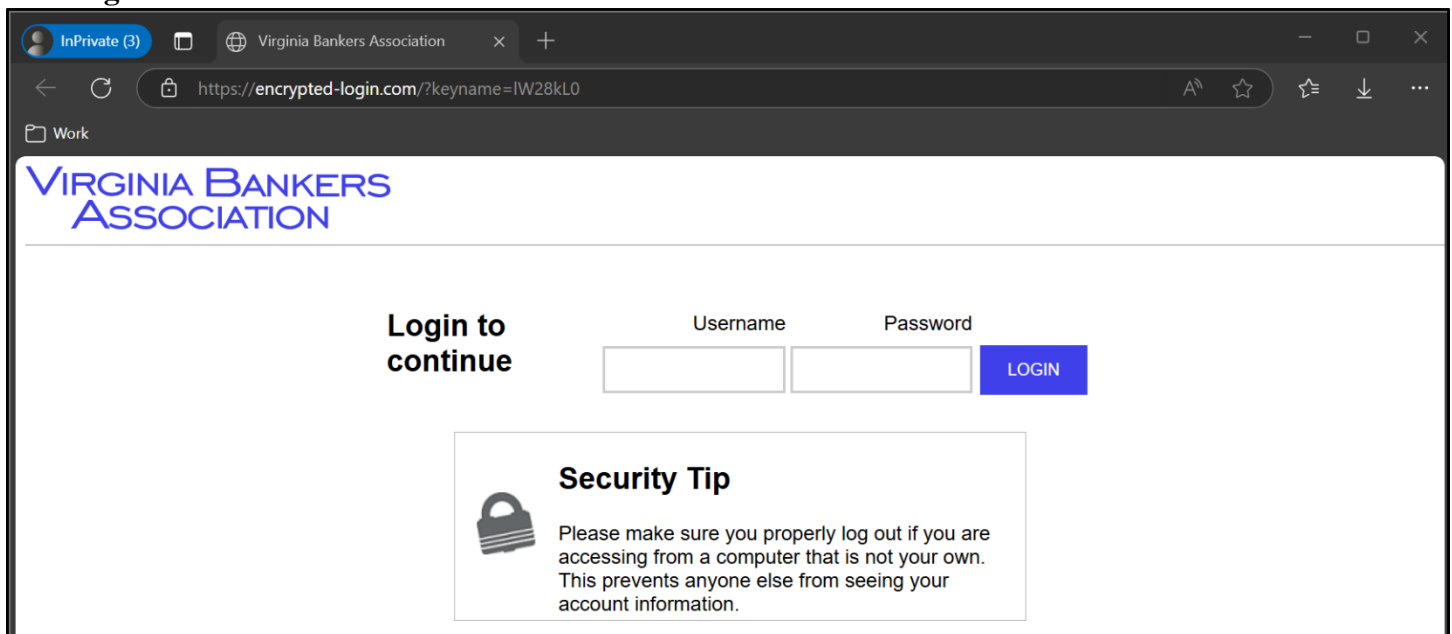 InPrivate (3)
Virginia Bankers Association
https://encrypted-login.com/?keyname=lW28kL0
Work
VIRGINIA BANKERS
ASSOCIATION
Login to
continue
Username Password
LOGIN
Security Tip
Please make sure you properly log out if you are
accessing from a computer that is not your own.
This prevents anyone else from seeing your
account information.